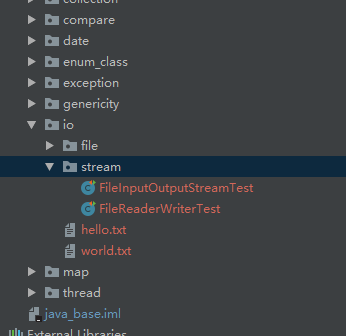 collection
compare
date
enum_class
exception
genericity
io
file
stream
FileInputOutputStreamTest
FileReaderWriterTest
hello.txt
world.txt
map
thread
java_base.iml
External Libraries